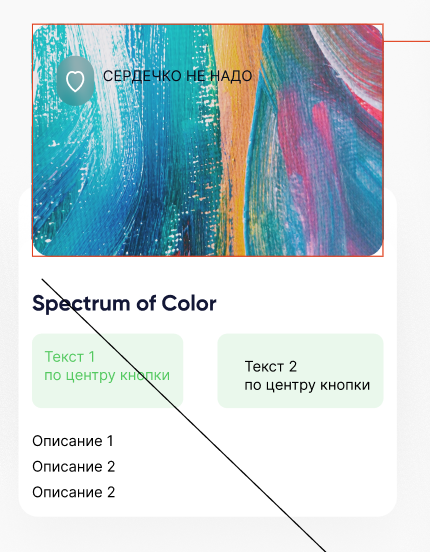 СЕРДЕЧКО НЕ НАДО
Spectrum of Color
Текст 1
по центру кнопки
Текст 2
по центру кнопки
Описание 1
Описание 2
Описание 2